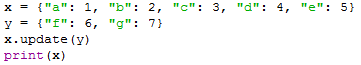 x = {"a": 1, "b": 2, "c": 3, "d": 4, "e": 5}
y = {"f": 6, "g": 7}
x.update(y)
print(x)